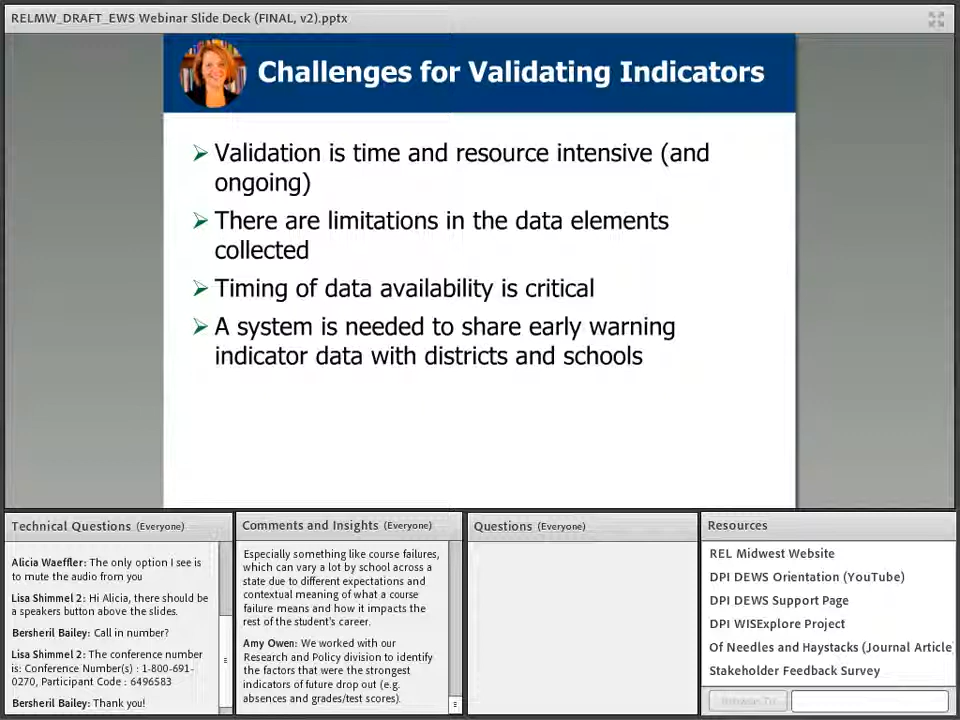 RELMW_DRAFT_EWS Webinar Slide Deck (FINAL, v2).pptx
Challenges for Validating Indicators
Validation is time and resource intensive (and
ongoing)
There are limitations in the data elements
collected
Timing of data availability is critical
A system is needed to share early warning
indicator data with districts and schools
Technical Questions (Everyone)
Alicia Waeffler: The only option I see is
to mute the audio from you
Lisa Shimmel 2: Hi Alicia, there should be
a speakers button above the slides.
Bersheril Bailey: Call in number?
Lisa Shimmel 2: The conference number
is: Conference Number(s) : 1-800-691-
0270, Participant Code : 6496583
Bersheril Bailey: Thank you!
Comments and Insights (Everyone)
Especially something like course failures,
which can vary a lot by school across a
state due to different expectations and
contextual meaning of what a course
failure means and how it impacts the
rest of the student's career.
Amy Owen: We worked with our
Research and Policy division to identify
the factors that were the strongest
indicators of future drop out (e.g.
absences and grades/test scores).
Questions (Everyone)
Resources
REL Midwest Website
DPI DEWS Orientation (YouTube)
DPI DEWS Support Page
DPI WISExplore Project
Of Needles and Haystacks (Journal Article
Stakeholder Feedback Survey
Browse To